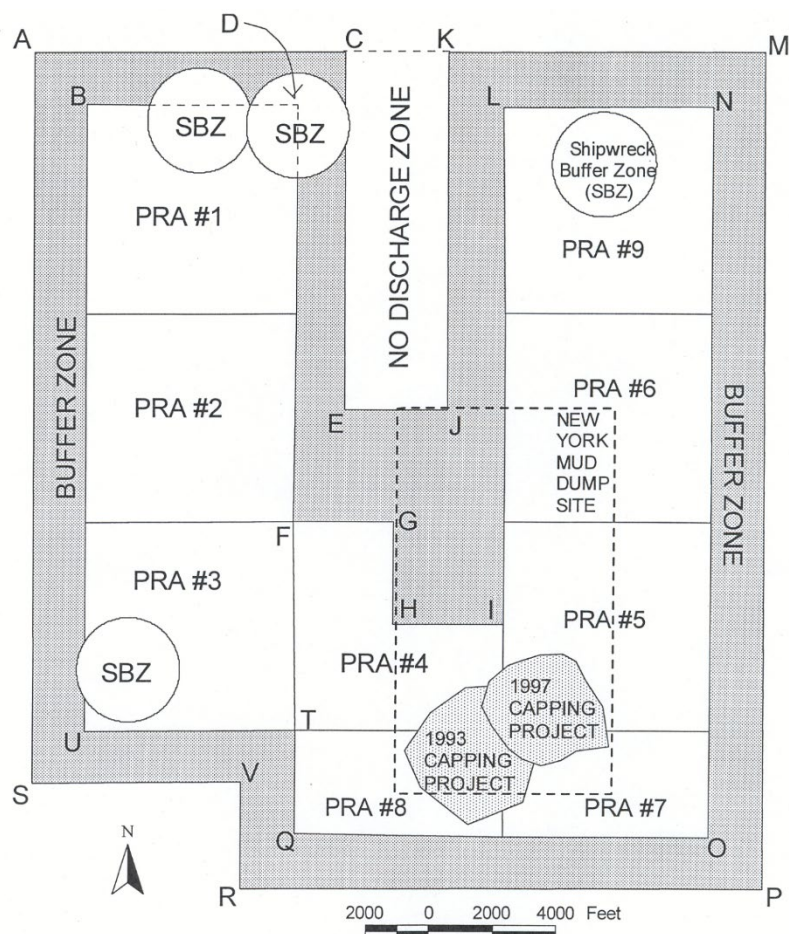 D
A
C
K
M
B
L
N
SBZ
SBZ
Shipwreck
Buffer Zone
(SBZ)
PRA #1
NO DISCHARGE ZONE
PRA #9
BUFFER ZONE
PRA #2
PRA #6
BUFFER ZONE
E
J
NEW
YORK
MUD
DUMP
SITE
F
G
PRA #3
H
I
PRA #5
SBZ
PRA #4
1997
CAPPING
PROJECT
U
T
1993
CAPPING
PROJECT
S
V
PRA #8
PRA #7
Q
O
N
R
P
2000 0 2000 4000 Feet